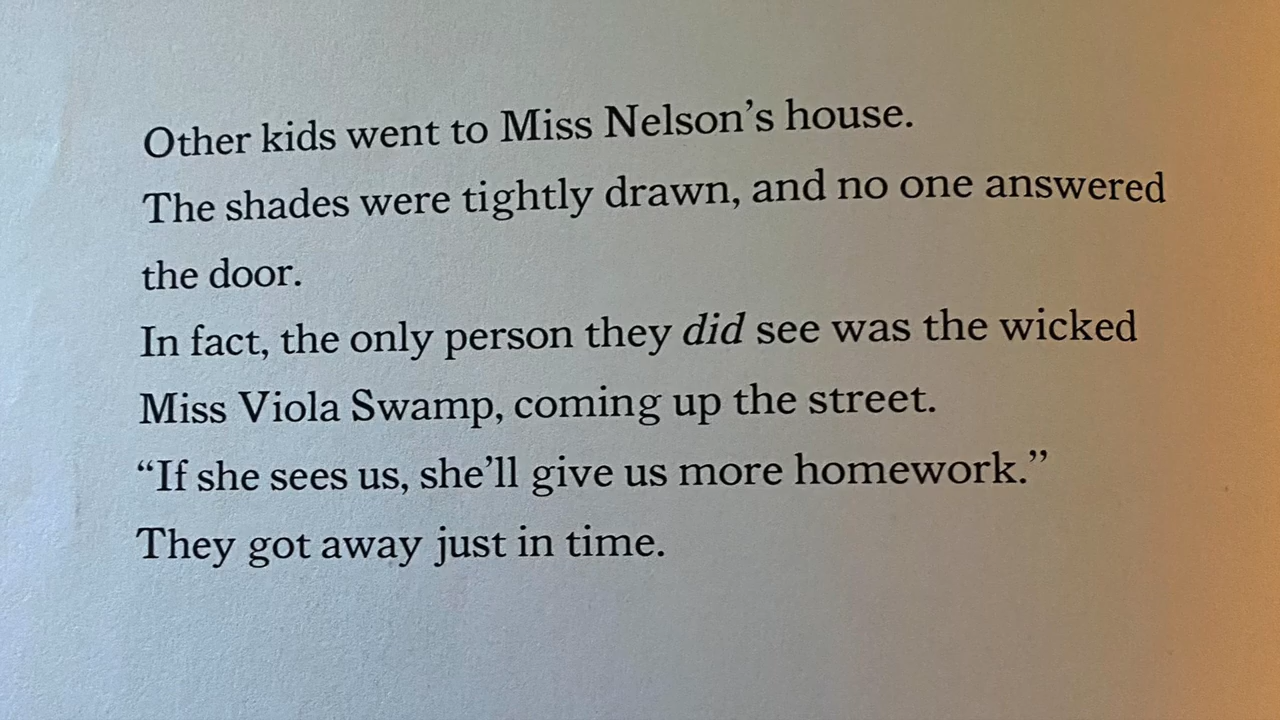 Other kids went to Miss Nelson’s house.
The shades were tightly drawn, and no one answered
the door.
In fact, the only person they did see was the wicked
Miss Viola Swamp, coming up the street.
“If she sees us, she’ll give us more homework.”
They got away just in time.